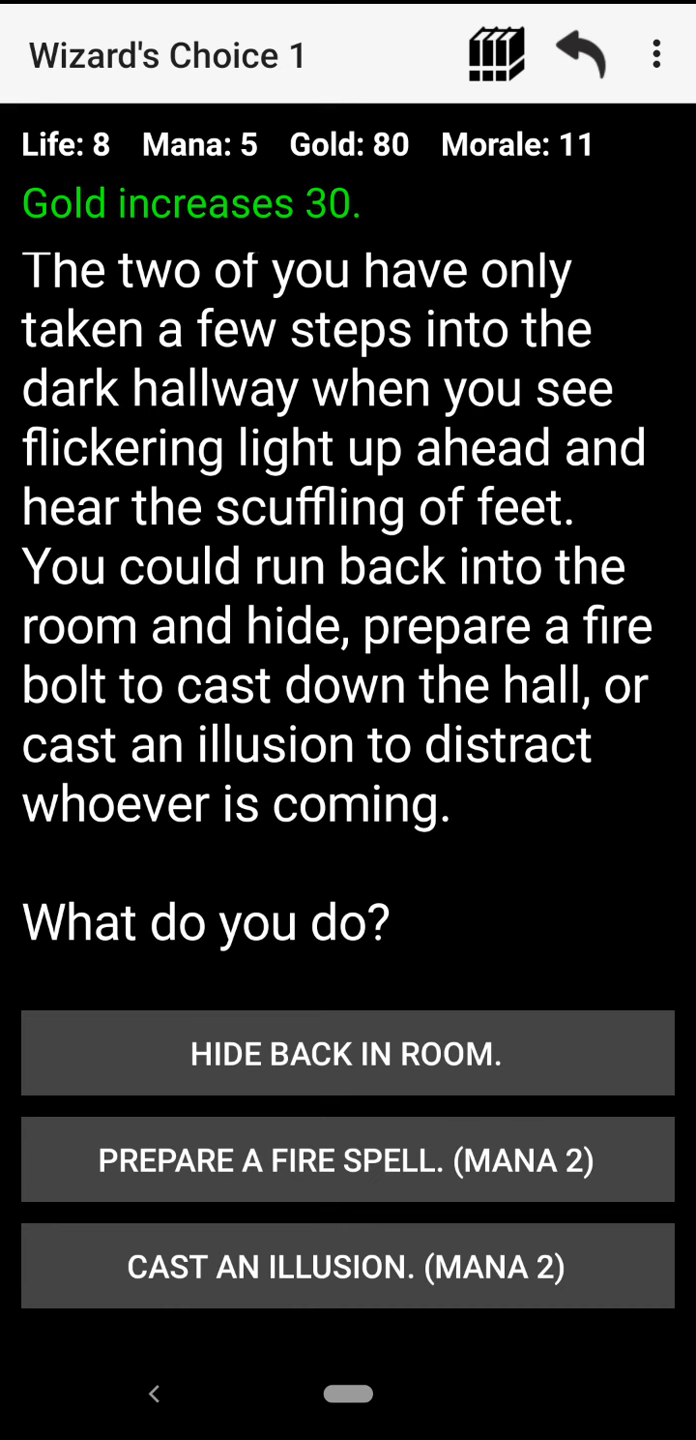 Wizard's Choice 1
Life: 8 Mana: 5 Gold: 80 Morale: 11
Gold increases 30.
The two of you have only
taken a few steps into the
dark hallway when you see
flickering light up ahead and
hear the scuffling of feet.
You could run back into the
room and hide, prepare a fire
bolt to cast down the hall, or
cast an illusion to distract
whoever is coming.
What do you do?
HIDE BACK IN ROOM.
PREPARE A FIRE SPELL. (MANA 2)
CAST AN ILLUSION. (MANA 2)